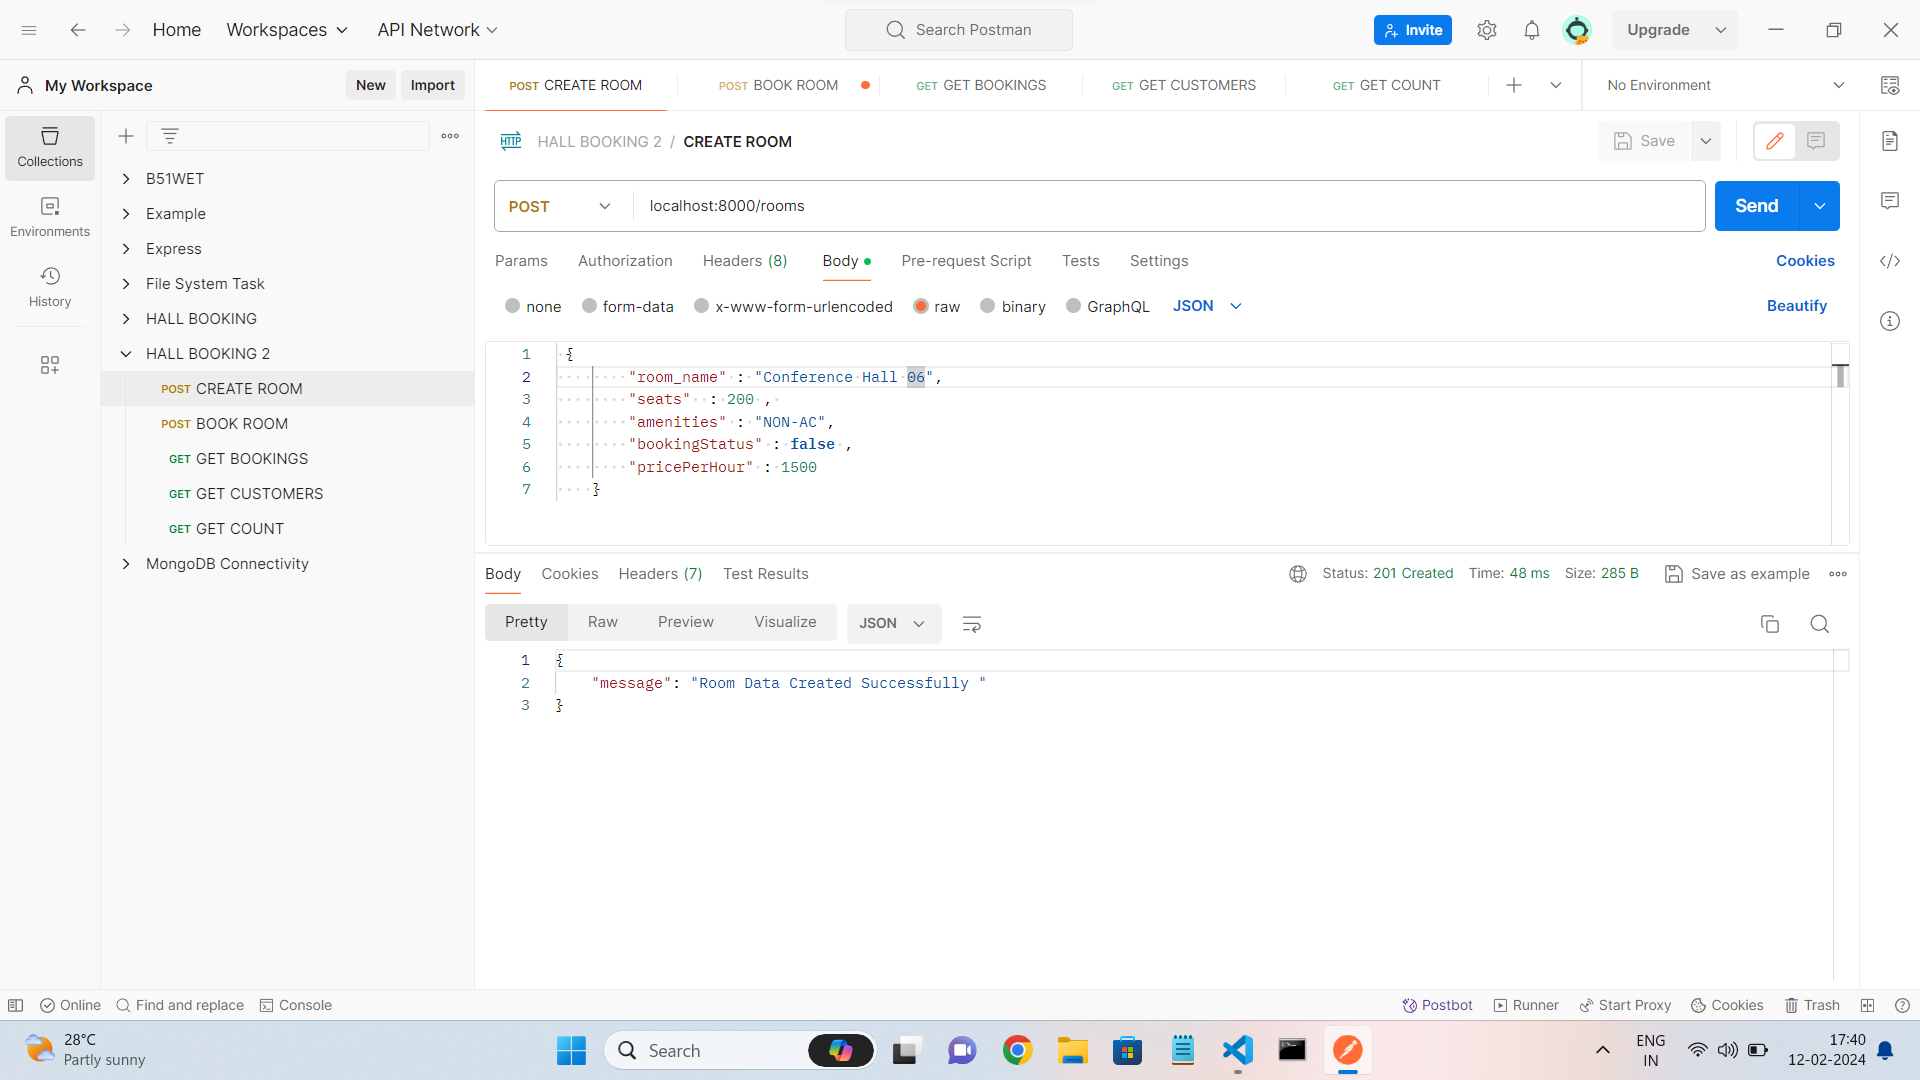 Home
Workspaces
API Network
Search Postman
Invite
Upgrade
My Workspace
New
Import
POST CREATE ROOM
POST BOOK ROOM
GET GET BOOKINGS
GET GET CUSTOMERS
GET GET COUNT
No Environment
Collections
Environments
History
B51WET
Example
Express
File System Task
HALL BOOKING
HALL BOOKING 2
POST CREATE ROOM
POST BOOK ROOM
GET GET BOOKINGS
GET GET CUSTOMERS
GET GET COUNT
MongoDB Connectivity
HTTP HALL BOOKING 2 / CREATE ROOM
Save
POST localhost:8000/rooms
Send
Params Authorization Headers (8) Body Pre-request Script Tests Settings Cookies
none form-data x-www-form-urlencoded raw binary GraphQL JSON Beautify
1 {
2 "room_name" : "Conference Hall 06",
3 "seats" : 200 ,
4 "amenities" : "NON-AC",
5 "bookingStatus" : false ,
6 "pricePerHour" : 1500
7 }
Body Cookies Headers (7) Test Results Status: 201 Created Time: 48 ms Size: 285 B Save as example
Pretty Raw Preview Visualize JSON
1 {
2 "message": "Room Data Created Successfully "
3 }
Online Find and replace Console Postbot Runner Start Proxy Cookies Trash
28°C
Partly sunny
Search
ENG
IN
17:40
12-02-2024